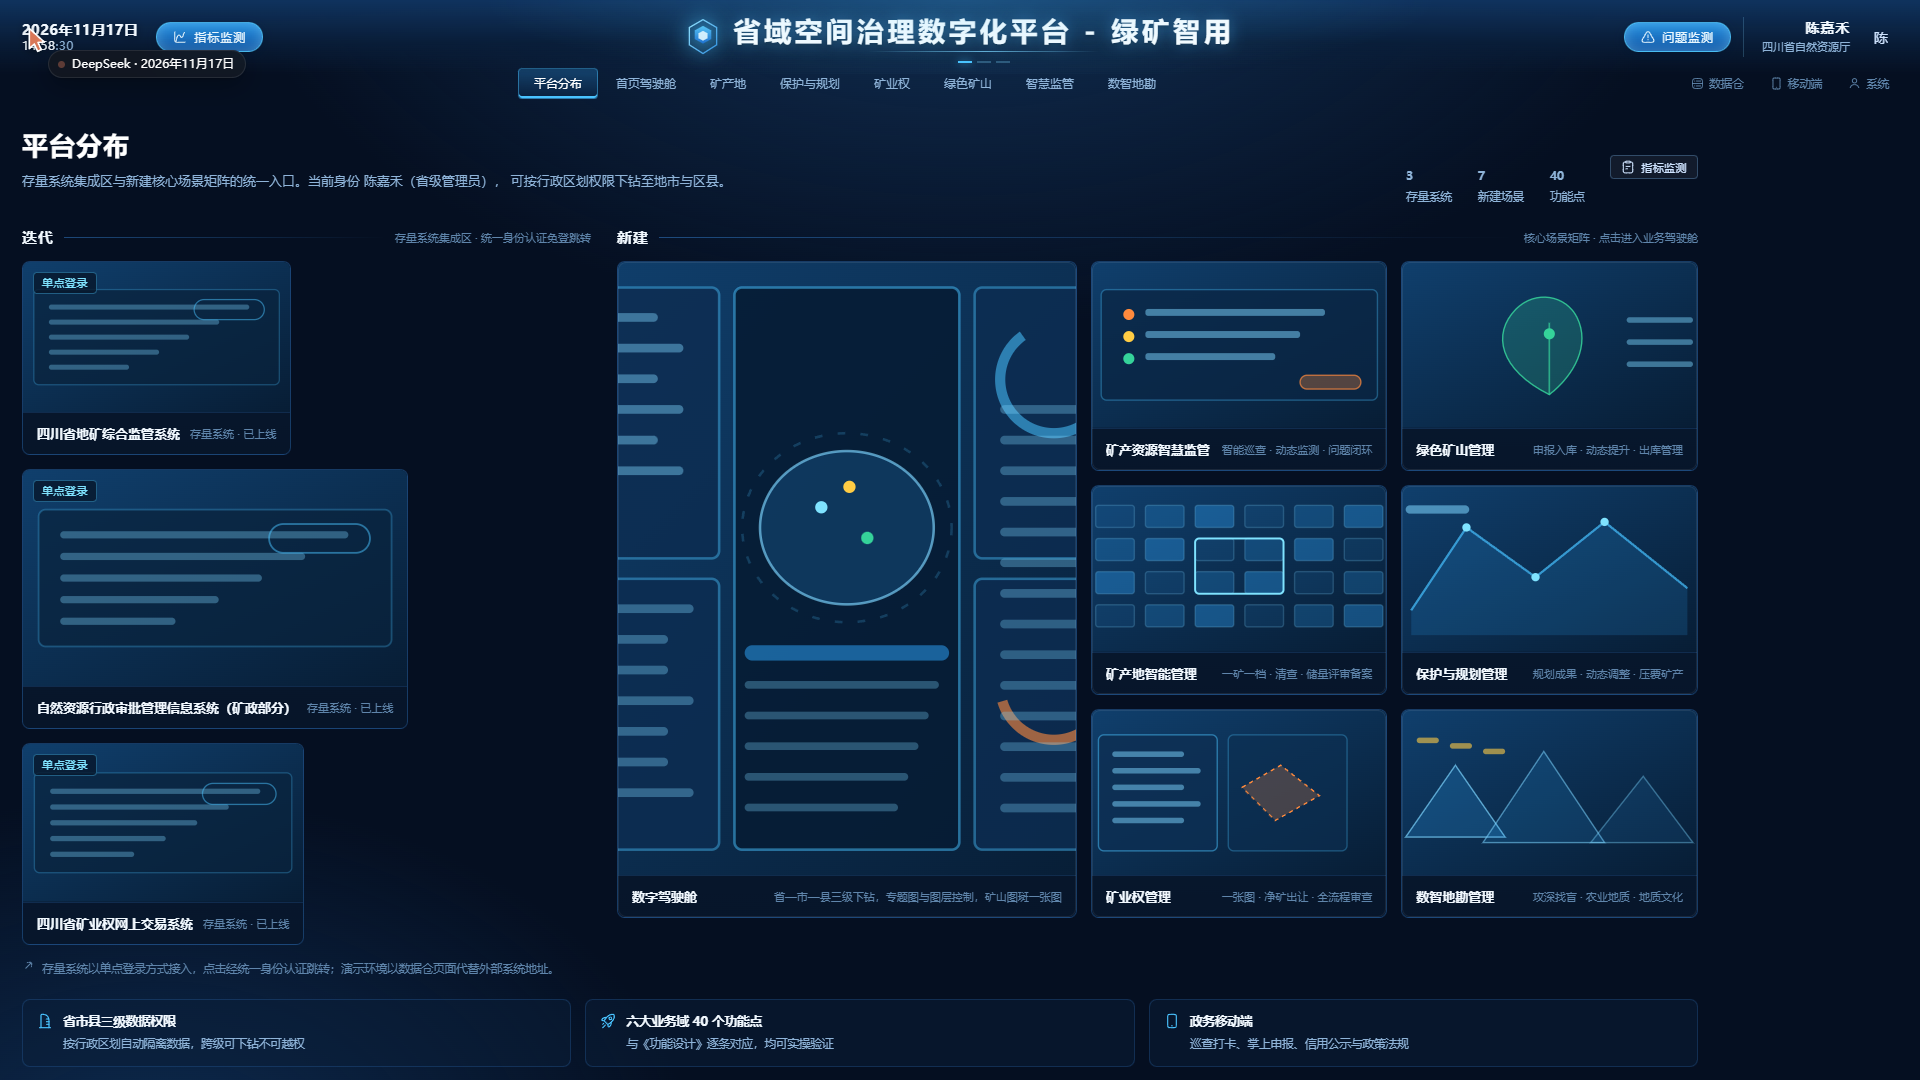 2026年11月17日
:58:30
指标监测
DeepSeek · 2026年11月17日
省域空间治理数字化平台 - 绿矿智用
问题监测
陈嘉禾
四川省自然资源厅
陈
平台分布
首页驾驶舱
矿产地
保护与规划
矿业权
绿色矿山
智慧监管
数智地勘
数据仓
移动端
系统
平台分布
存量系统集成区与新建核心场景矩阵的统一入口。当前身份 陈嘉禾（省级管理员）， 可按行政区划权限下钻至地市与区县。
3
存量系统
7
新建场景
40
功能点
指标监测
迭代
存量系统集成区 · 统一身份认证免登跳转
单点登录
四川省地矿综合监管系统
存量系统 · 已上线
单点登录
自然资源行政审批管理信息系统（矿政部分）
存量系统 · 已上线
单点登录
四川省矿业权网上交易系统
存量系统 · 已上线
存量系统以单点登录方式接入，点击经统一身份认证跳转；演示环境以数据仓页面代替外部系统地址。
新建
核心场景矩阵 · 点击进入业务驾驶舱
数字驾驶舱
省—市—县三级下钻，专题图与图层控制，矿山图斑一张图
矿产资源智慧监管
智能巡查 · 动态监测 · 问题闭环
绿色矿山管理
申报入库 · 动态提升 · 出库管理
矿产地智能管理
一矿一档 · 清查 · 储量评审备案
保护与规划管理
规划成果 · 动态调整 · 压覆矿产
矿业权管理
一张图 · 净矿出让 · 全流程审查
数智地勘管理
攻深找盲 · 农业地质 · 地质文化
省市县三级数据权限
按行政区划自动隔离数据，跨级可下钻不可越权
六大业务域 40 个功能点
与《功能设计》逐条对应，均可实操验证
政务移动端
巡查打卡、掌上申报、信用公示与政策法规